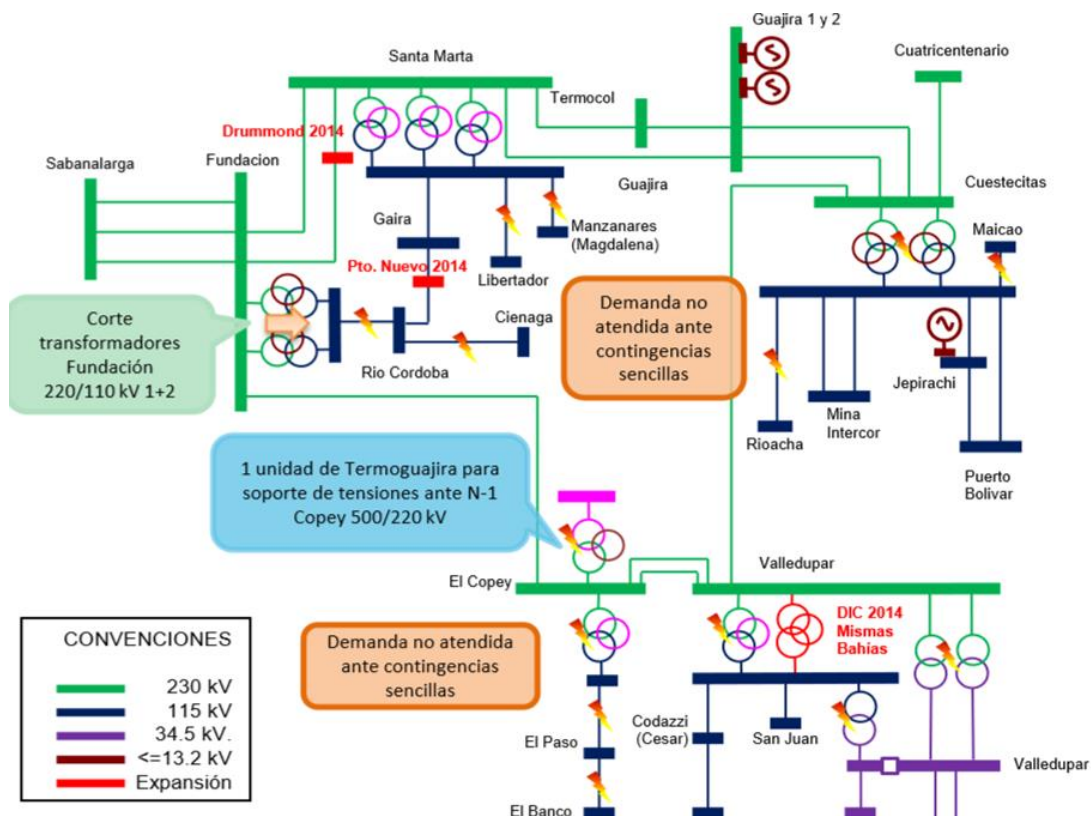 Guajira 1 y 2
Santa Marta
Cuatricentenario
Termocol
Drummond 2014
Sabanalarga
Fundacion
Guajira
Cuestecitas
Gaira
Manzanares
(Magdalena)
Maicao
Pto. Nuevo 2014
Libertador
Corte
transformadores
Fundación
220/110 kV 1+2
Cienaga
Rio Cordoba
Demanda no
atendida ante
contingencias
sencillas
Jepirachi
Rioacha
Mina
Intercor
Puerto
Bolivar
1 unidad de Termoguajira para
soporte de tensiones ante N-1
Copey 500/220 kV
El Copey
Valledupar
DIC 2014
Mismas
Bahías
Demanda no atendida
ante contingencias
sencillas
CONVENCIONES
230 kV
115 kV
34.5 kV.
<=13.2 kV
Expansión
El Paso
El Banco
Codazzi
(Cesar)
San Juan
Valledupar